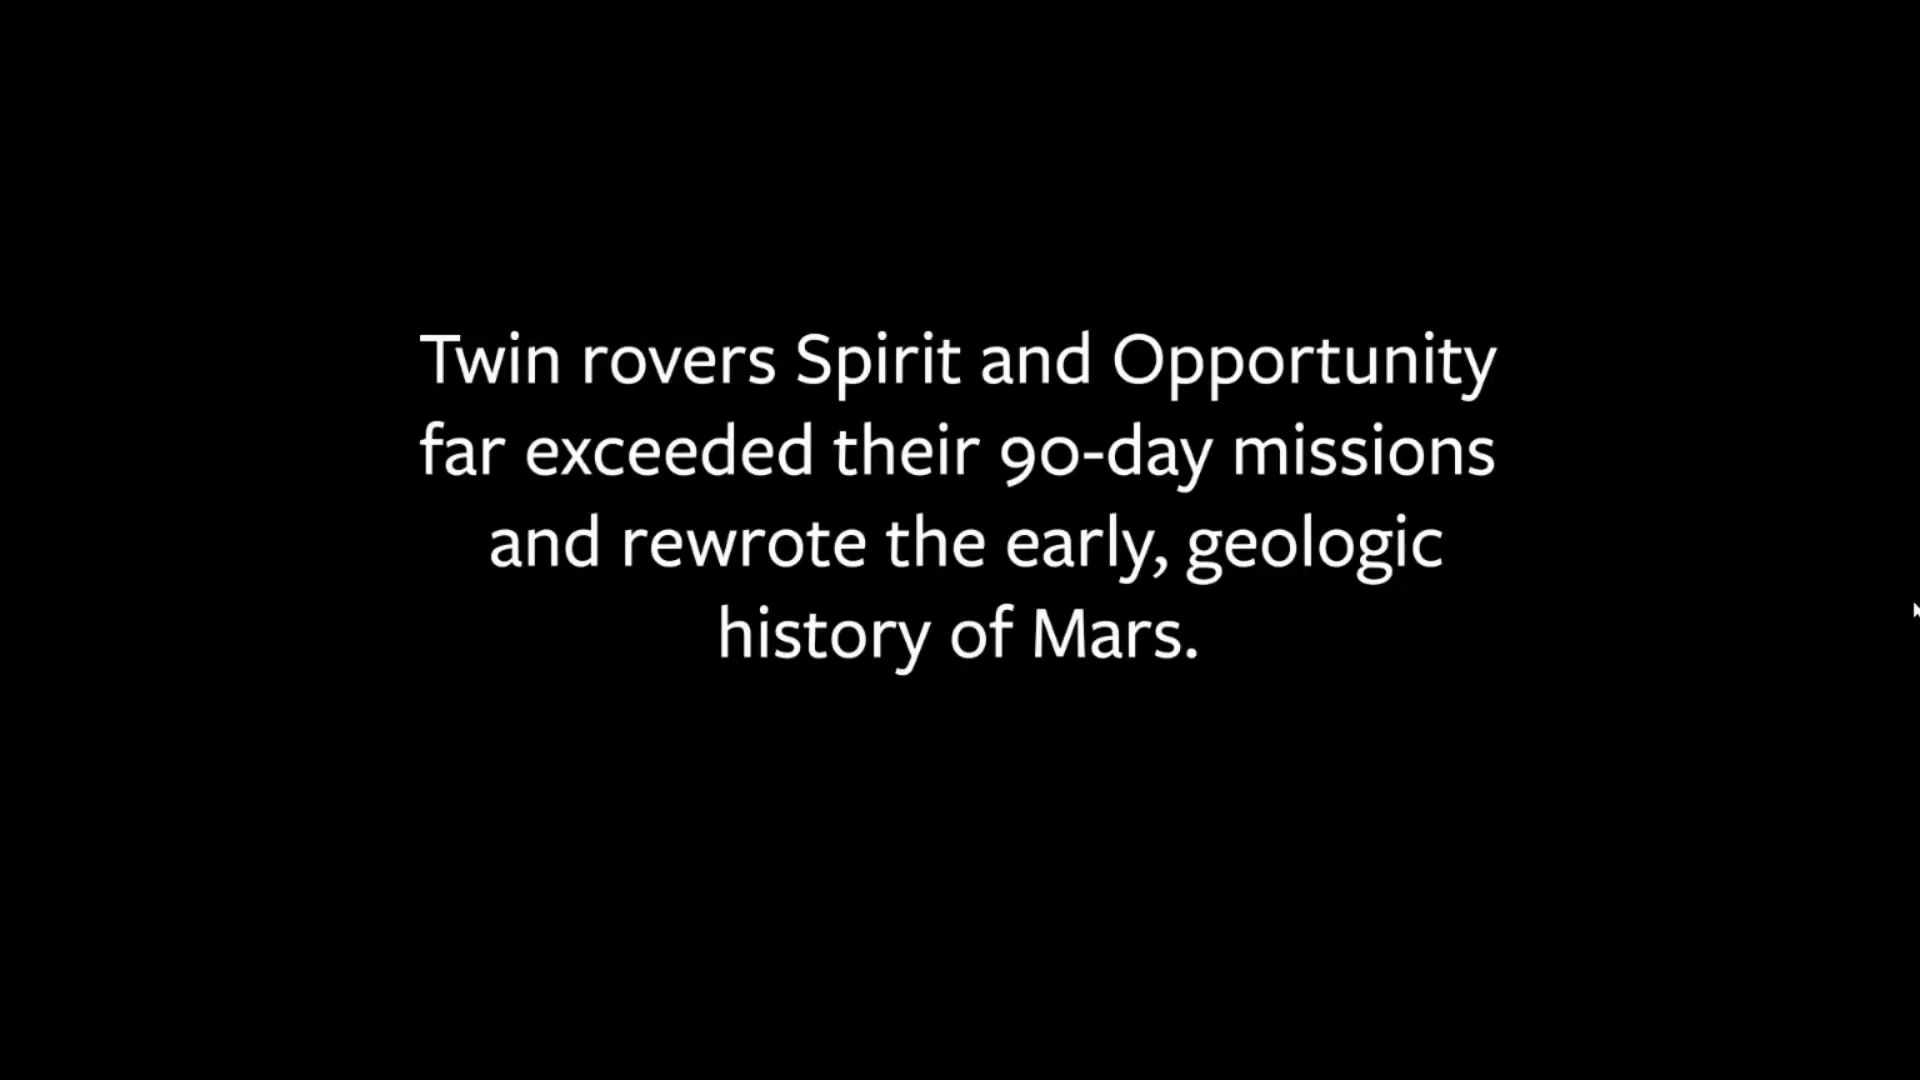 Twin rovers Spirit and Opportunity
far exceeded their 90-day missions
and rewrote the early, geologic
history of Mars.